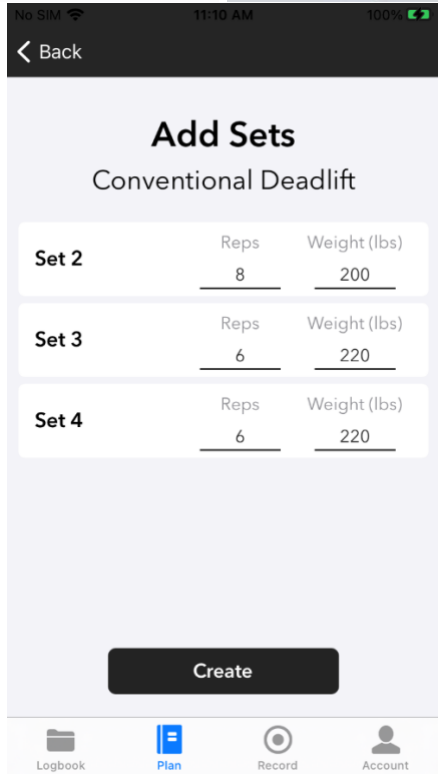 No SIM 11:10 AM 100%
Back
Add Sets
Conventional Deadlift
Reps Weight (lbs)
Set 2
8 200
Reps Weight (lbs)
Set 3
6 220
Reps Weight (lbs)
Set 4
6 220
Create
Logbook Plan Record Account